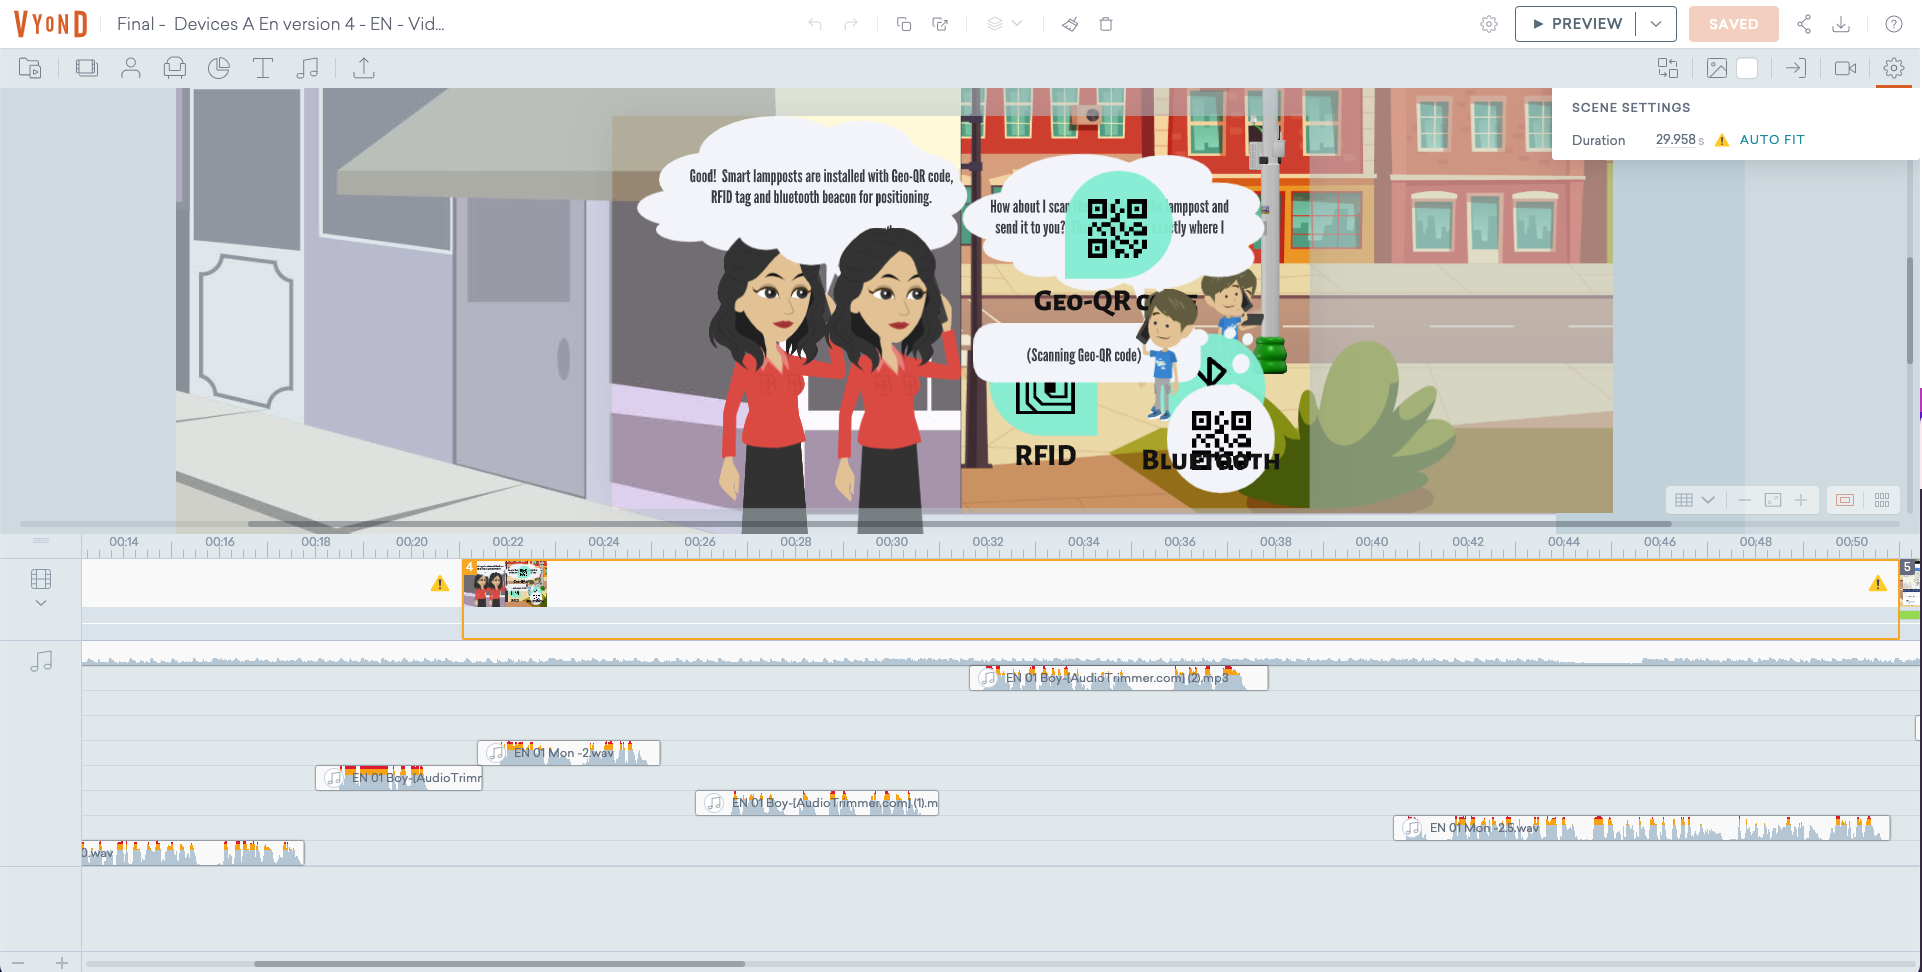 VYOND
Final -  Devices A En version 4 - EN - Vid...
PREVIEW
SAVED
SCENE SETTINGS
Duration
29.958 s
AUTO FIT
Good!  Smart lampposts are installed with Geo-QR code,
RFID tag and bluetooth beacon for positioning.
How about I scan lamppost and
send it to you? exactly where I
GEO-QR CODE
(Scanning Geo-QR code)
RFID
BLUETOOTH
00:14
00:16
00:18
00:20
00:22
00:24
00:26
00:28
00:30
00:32
00:34
00:36
00:38
00:40
00:42
00:44
00:46
00:48
00:50
4
5
EN 01 Boy-[AudioTrimmer.com] (2).mp3
EN 01 Mon -2.wav
EN 01 Boy-[AudioTrimm
EN 01 Boy-[AudioTrimmer.com] (1).m
EN 01 Mon -2.5.wav
0.wav